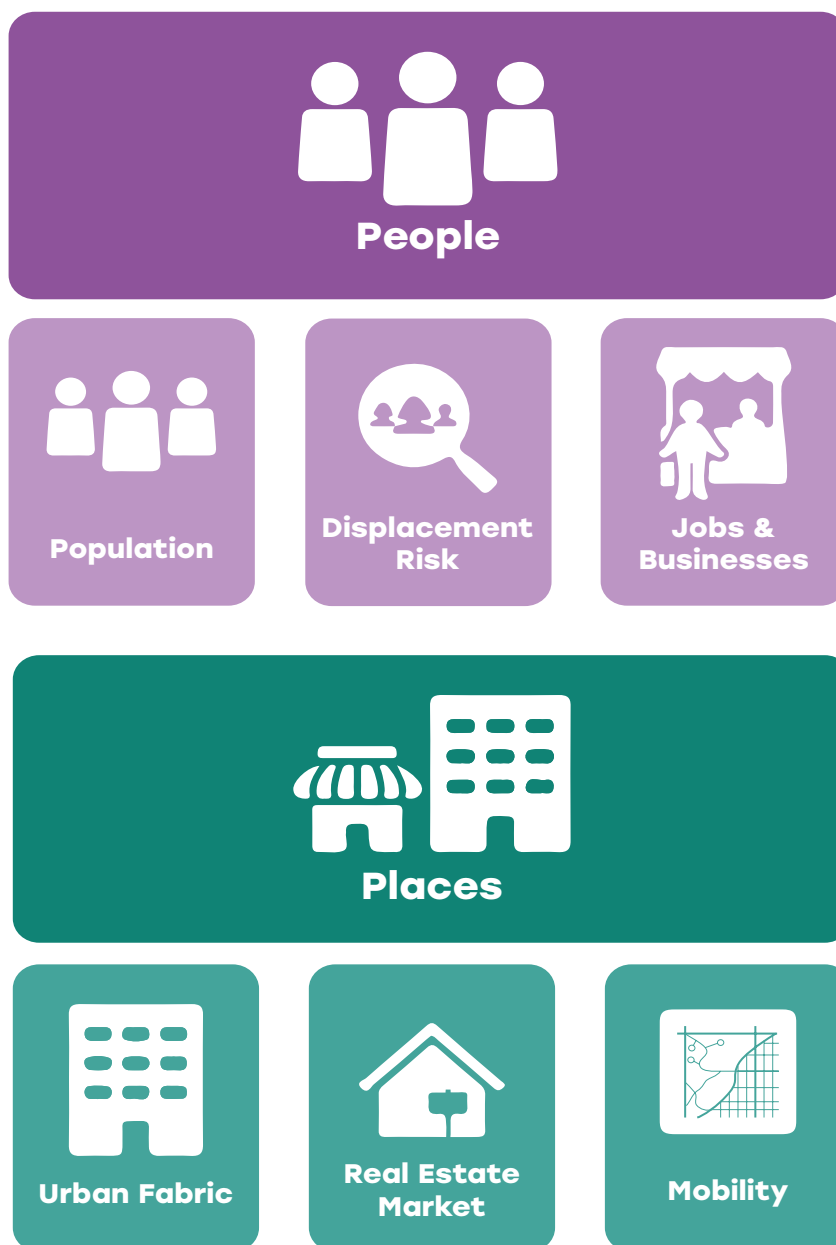 People
Population
Displacement
Risk
Jobs &
Businesses
Places
Urban Fabric
Real Estate
Market
Mobility